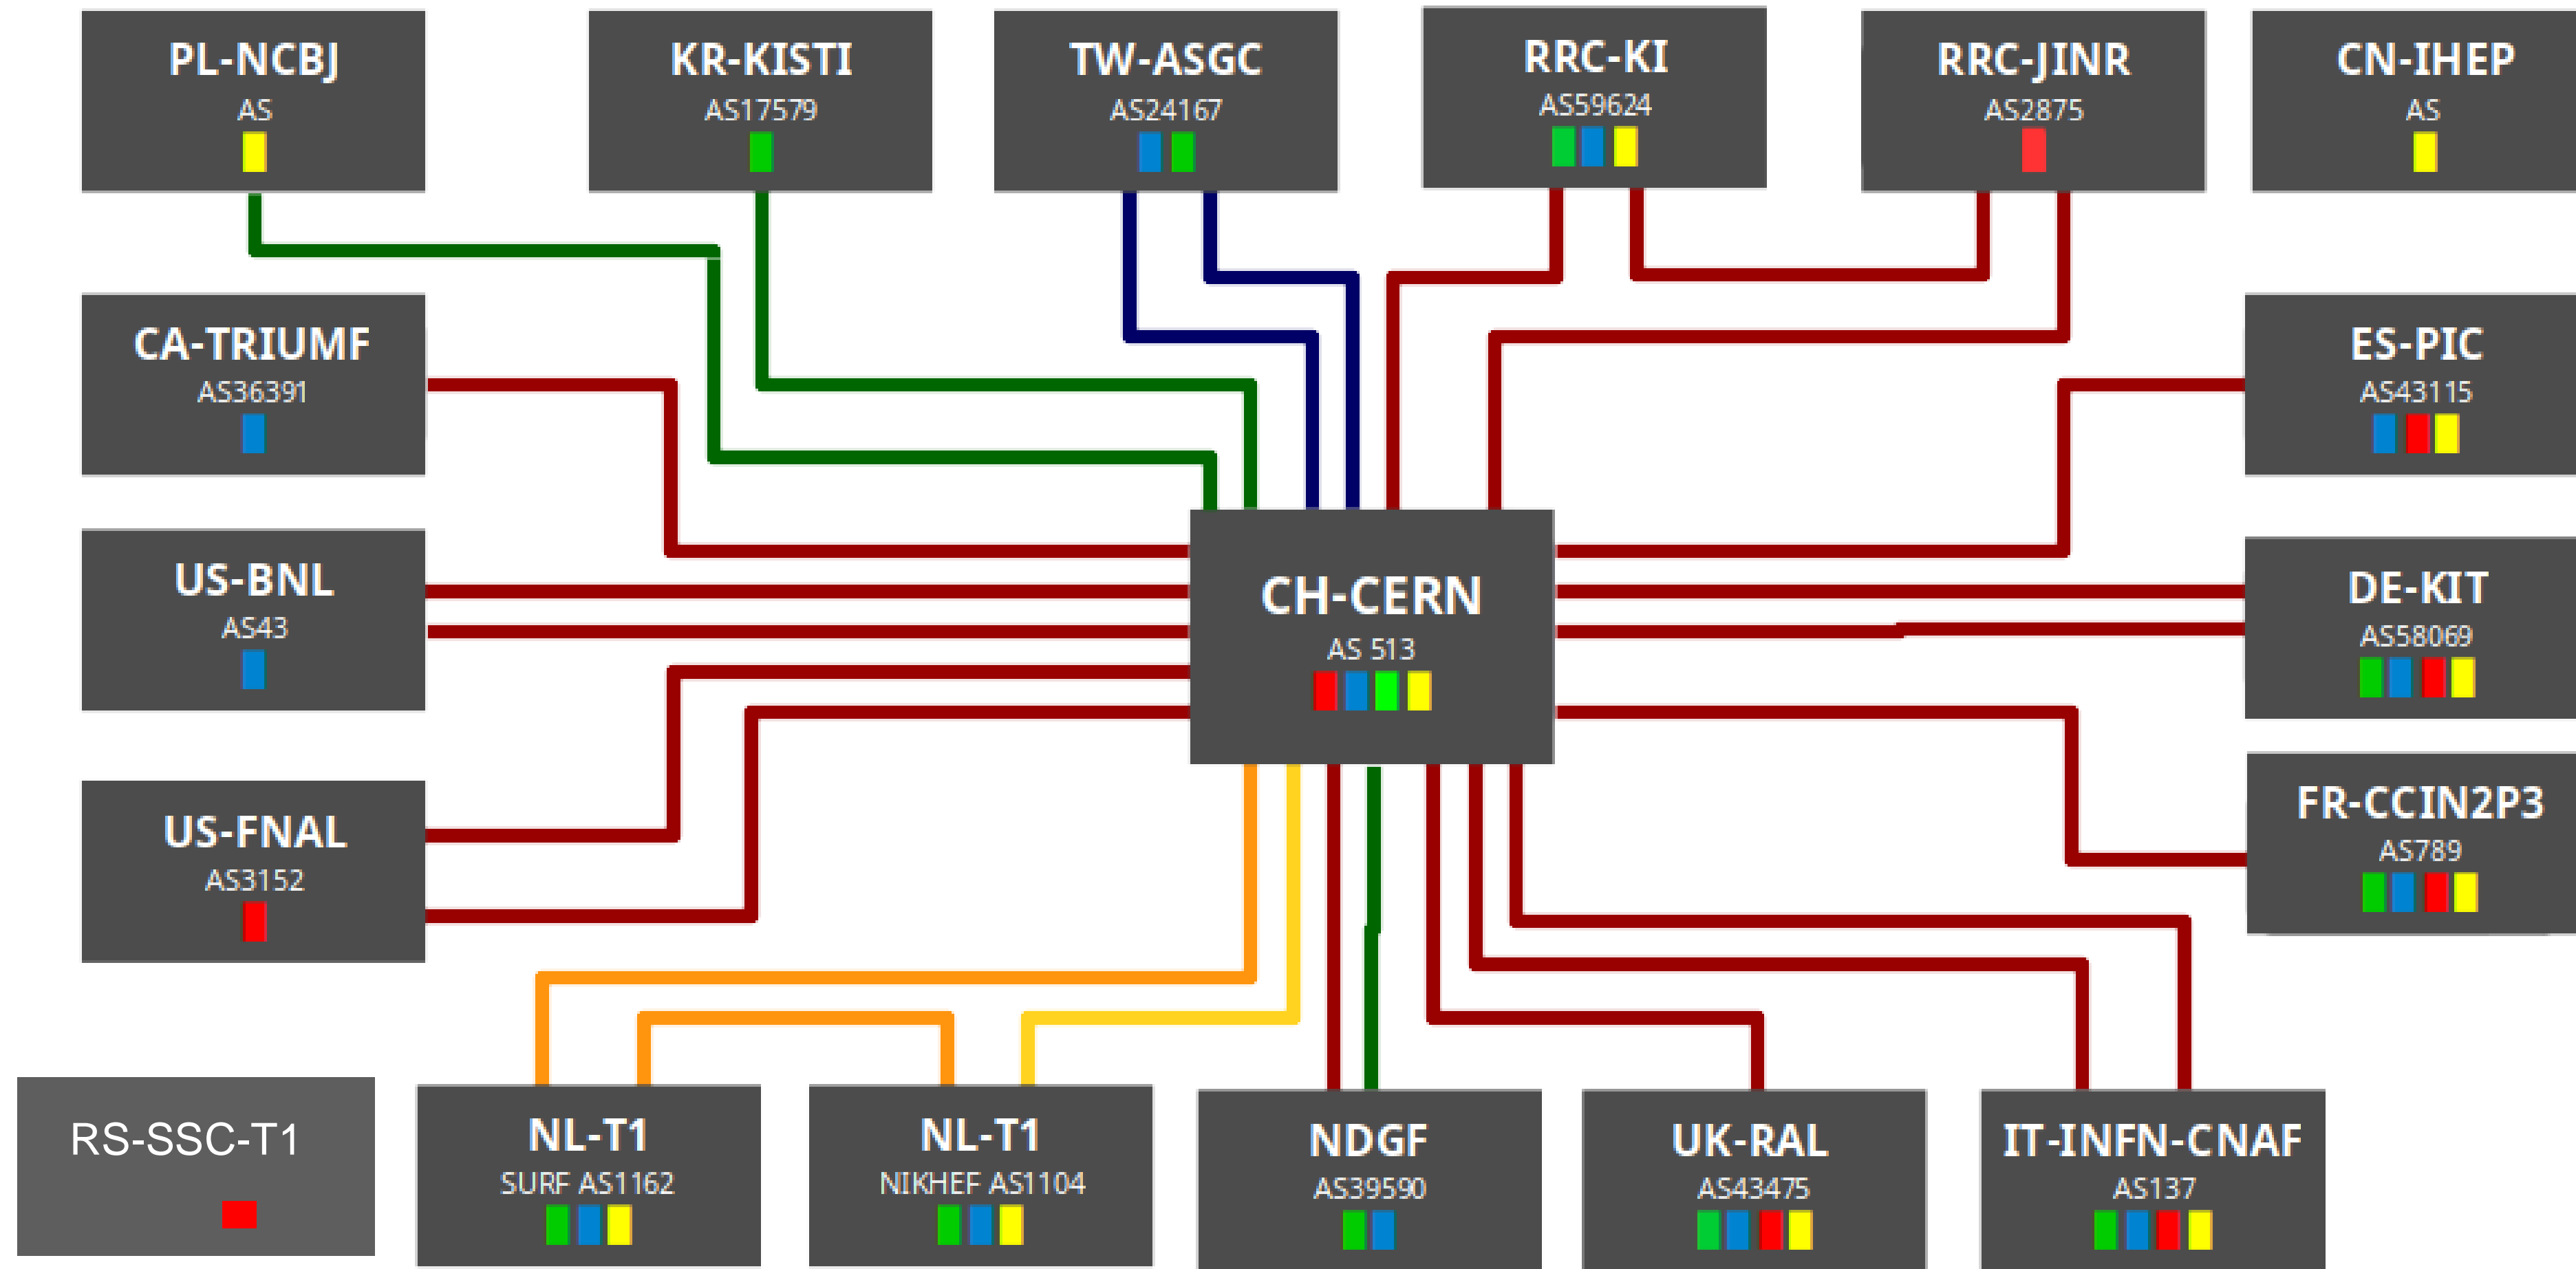 PL-NCBJ
AS
KR-KISTI
AS17579
TW-ASGC
AS24167
RRC-KI
AS59624
RRC-JINR
AS2875
CN-IHEP
AS
CA-TRIUMF
AS36391
ES-PIC
AS43115
US-BNL
AS43
CH-CERN
AS 513
DE-KIT
AS58069
US-FNAL
AS3152
FR-CCIN2P3
AS789
RS-SSC-T1
NL-T1
SURF AS1162
NL-T1
NIKHEF AS1104
NDGF
AS39590
UK-RAL
AS43475
IT-INFN-CNAF
AS137